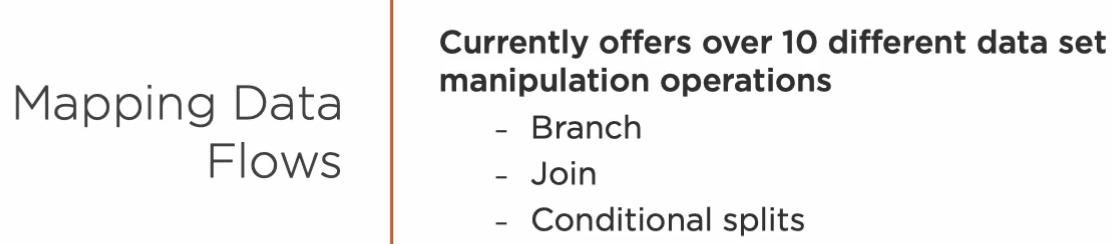 Mapping Data
Flows
Currently offers over 10 different data set
manipulation operations
- Branch
- Join
- Conditional splits